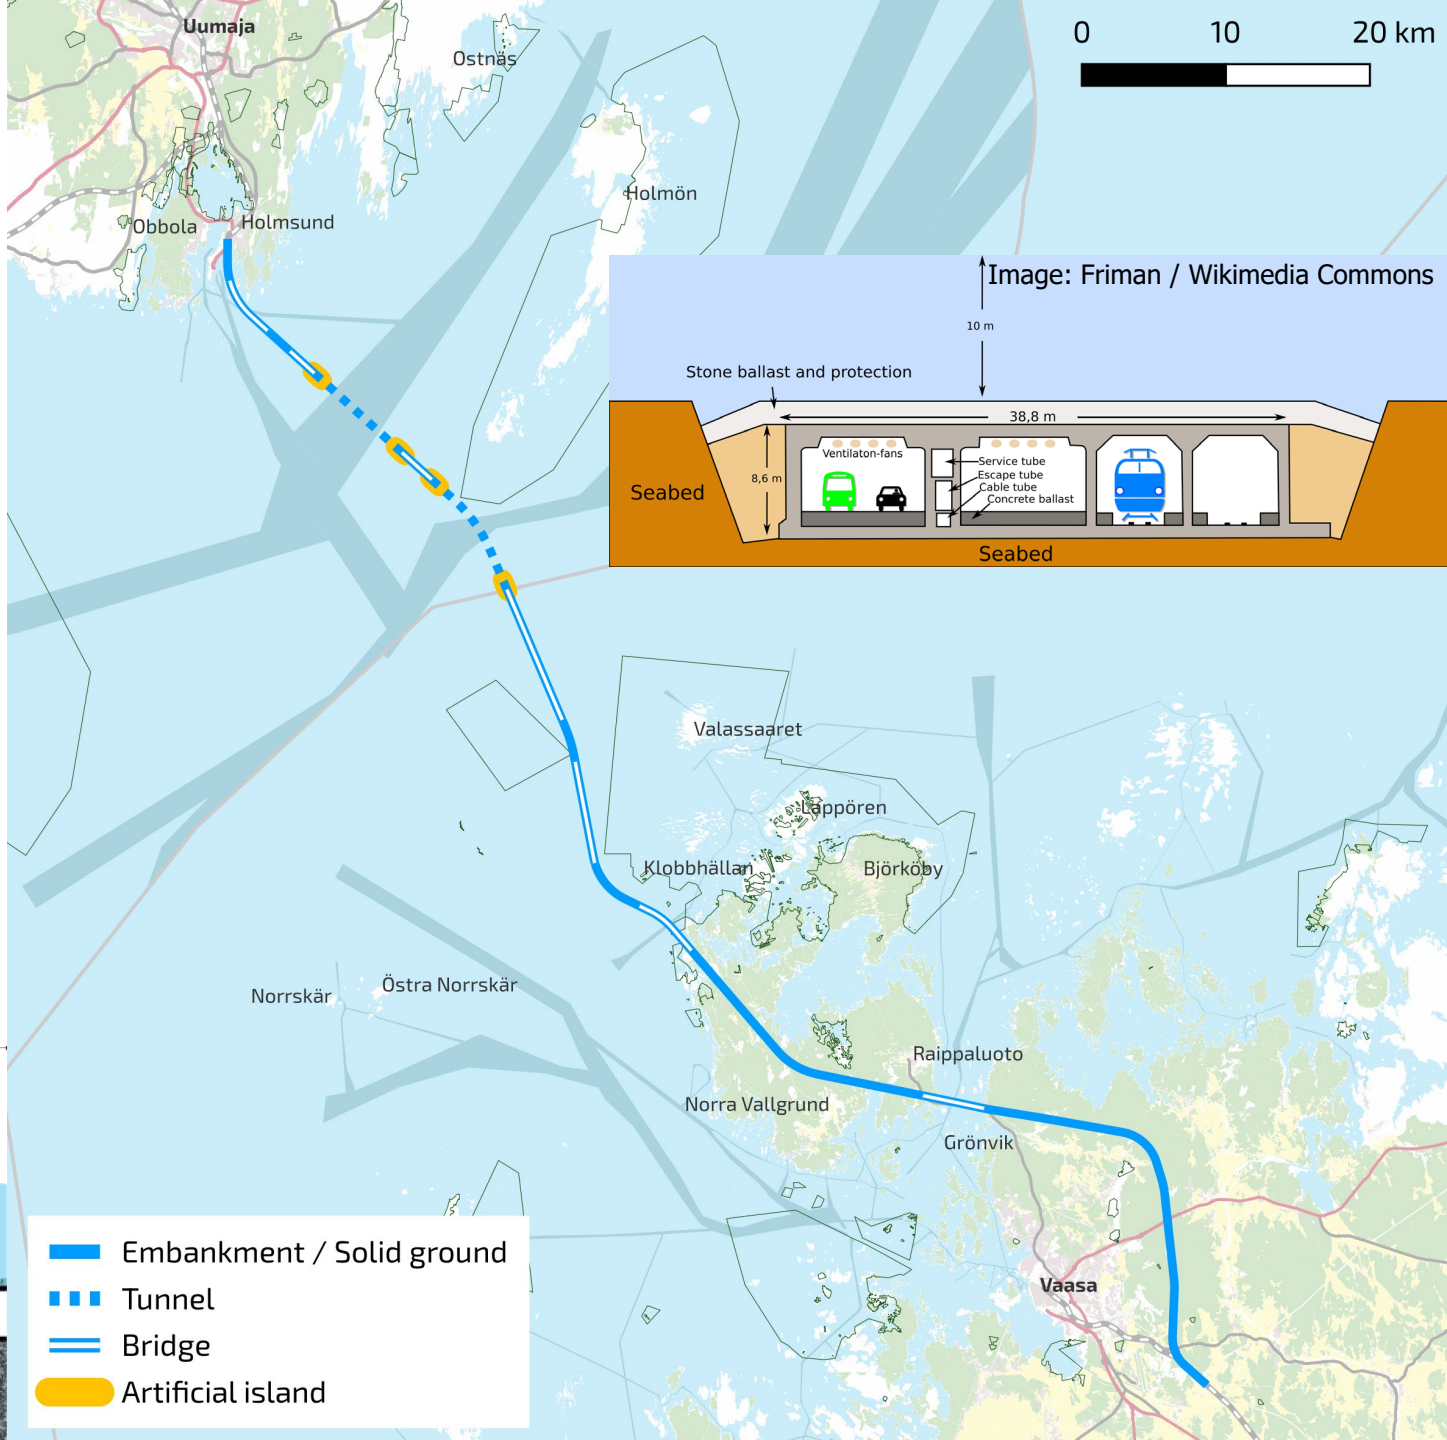 Uumaja
Ostnäs
0 10 20 km
Holmön
Obbola
Holmsund
Image: Friman / Wikimedia Commons
10 m
Stone ballast and protection
38,8 m
Ventilaton-fans
Service tube
Escape tube
Cable tube
Concrete ballast
8,6 m
Seabed
Seabed
Valassaaret
Lappören
Klobbhällan
Björköby
Norrskär
Östra Norrskär
Raippaluoto
Norra Vallgrund
Grönvik
Vaasa
Embankment / Solid ground
Tunnel
Bridge
Artificial island